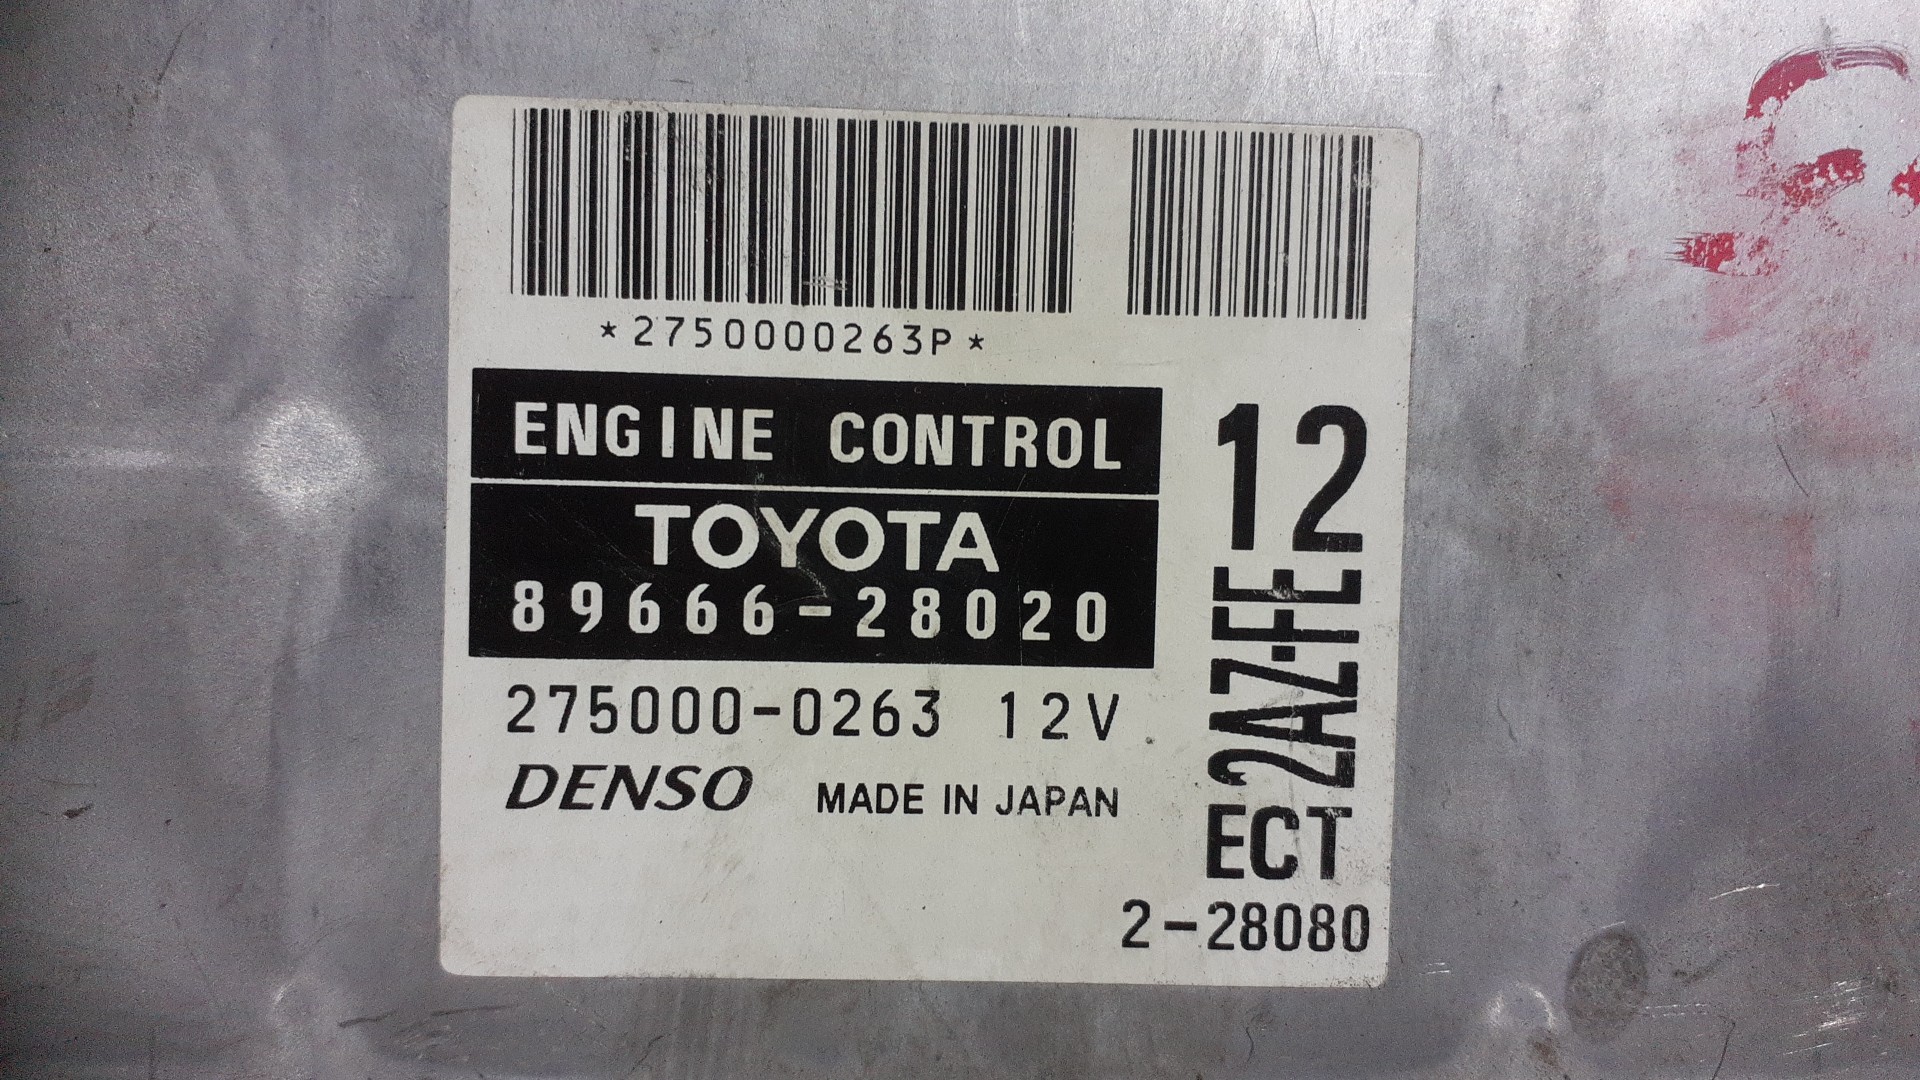 *2750000263P*
ENGINE CONTROL
TOYOTA
89666-28020
275000-0263 12V
DENSO MADE IN JAPAN
12
2AZ-FE
ECT
2-28080